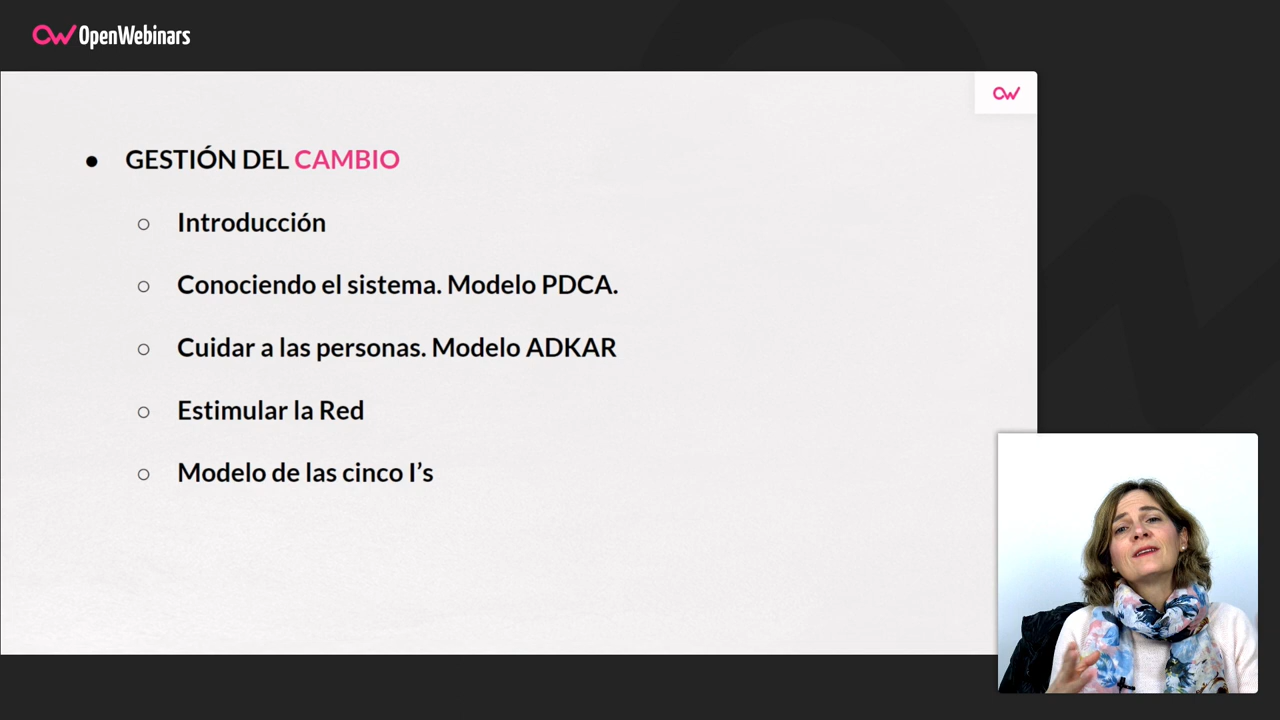 OpenWebinars
GESTIÓN DEL CAMBIO
Introducción
Conociendo el sistema. Modelo PDCA.
Cuidar a las personas. Modelo ADKAR
Estimular la Red
Modelo de las cinco I’s